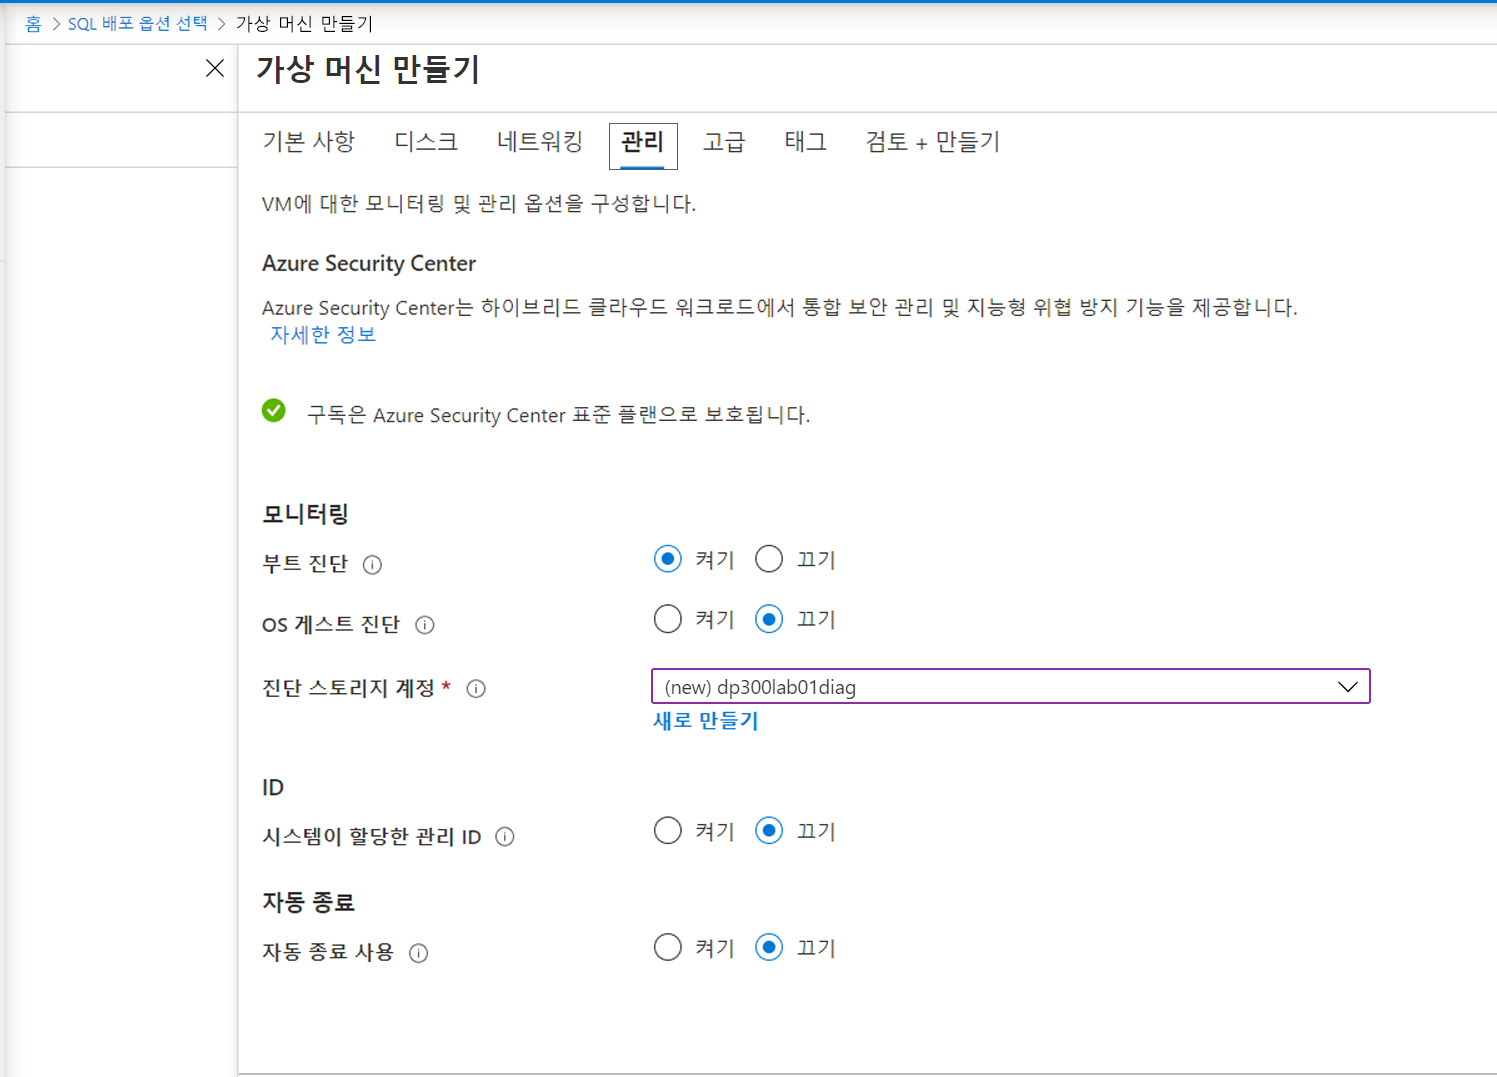 홈 > SQL 배포 옵션 선택 > 가상 머신 만들기
가상 머신 만들기
기본 사항 디스크 네트워킹 관리 고급 태그 검토 + 만들기
VM에 대한 모니터링 및 관리 옵션을 구성합니다.
Azure Security Center
Azure Security Center는 하이브리드 클라우드 워크로드에서 통합 보안 관리 및 지능형 위협 방지 기능을 제공합니다.
자세한 정보
구독은 Azure Security Center 표준 플랜으로 보호됩니다.
모니터링
부트 진단 켜기 끄기
OS 게스트 진단 켜기 끄기
진단 스토리지 계정 * (new) dp300lab01diag
새로 만들기
ID
시스템이 할당한 관리 ID 켜기 끄기
자동 종료
자동 종료 사용 켜기 끄기